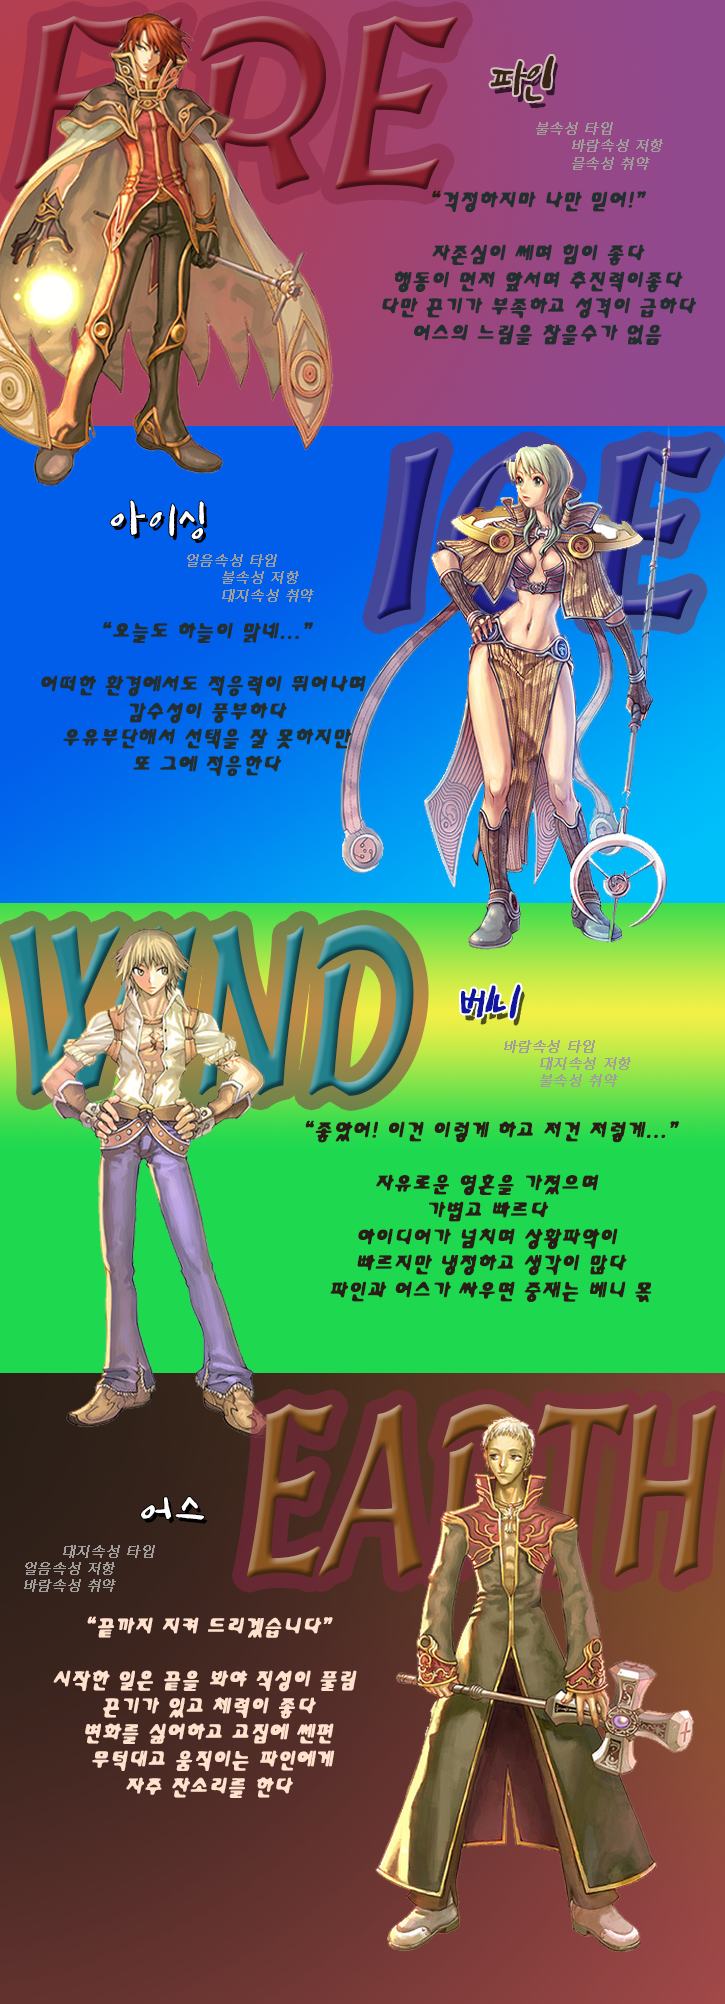 FIRE
파인
불속성 타입
바람속성 저항
물속성 취약
“걱정하지마 나만 믿어!”
자존심이 쎄며 힘이 좋다
행동이 먼저 앞서며 추진력이좋다
다만 끈기가 부족하고 성격이 급하다
어스의 느림을 참을수가 없음
ICE
아이싱
얼음속성 타입
불속성 저항
대지속성 취약
“오늘도 하늘이 맑네...”
어떠한 환경에서도 적응력이 뛰어나며
감수성이 풍부하다
우유부단해서 선택을 잘 못하지만
또 그에 적응한다
WIND
베니
바람속성 타입
대지속성 저항
불속성 취약
“좋았어! 이건 이렇게 하고 저건 저렇게...”
자유로운 영혼을 가졌으며
가볍고 빠르다
아이디어가 넘치며 상황파악이
빠르지만 냉정하고 생각이 많다
파인과 어스가 싸우면 중재는 베니 몫
EARTH
어스
대지속성 타입
얼음속성 저항
바람속성 취약
“끝까지 지켜 드리겠습니다”
시작한 일은 끝을 봐야 직성이 풀림
끈기가 있고 체력이 좋다
변화를 싫어하고 고집에 쎈편
무턱대고 움직이는 파인에게
자주 잔소리를 한다